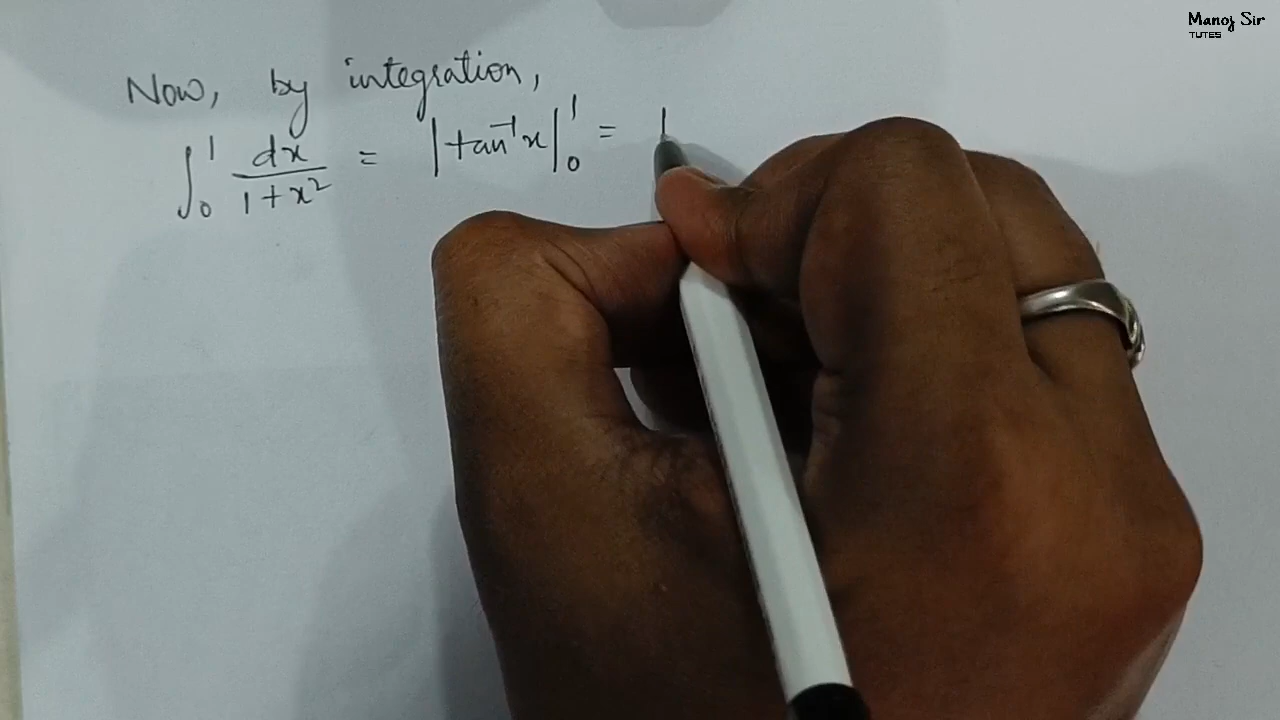 Manoj Sir
TUTES
Now, by integration,
∫₀¹ dx/(1+x²) = |tan⁻¹x|₀¹ = |